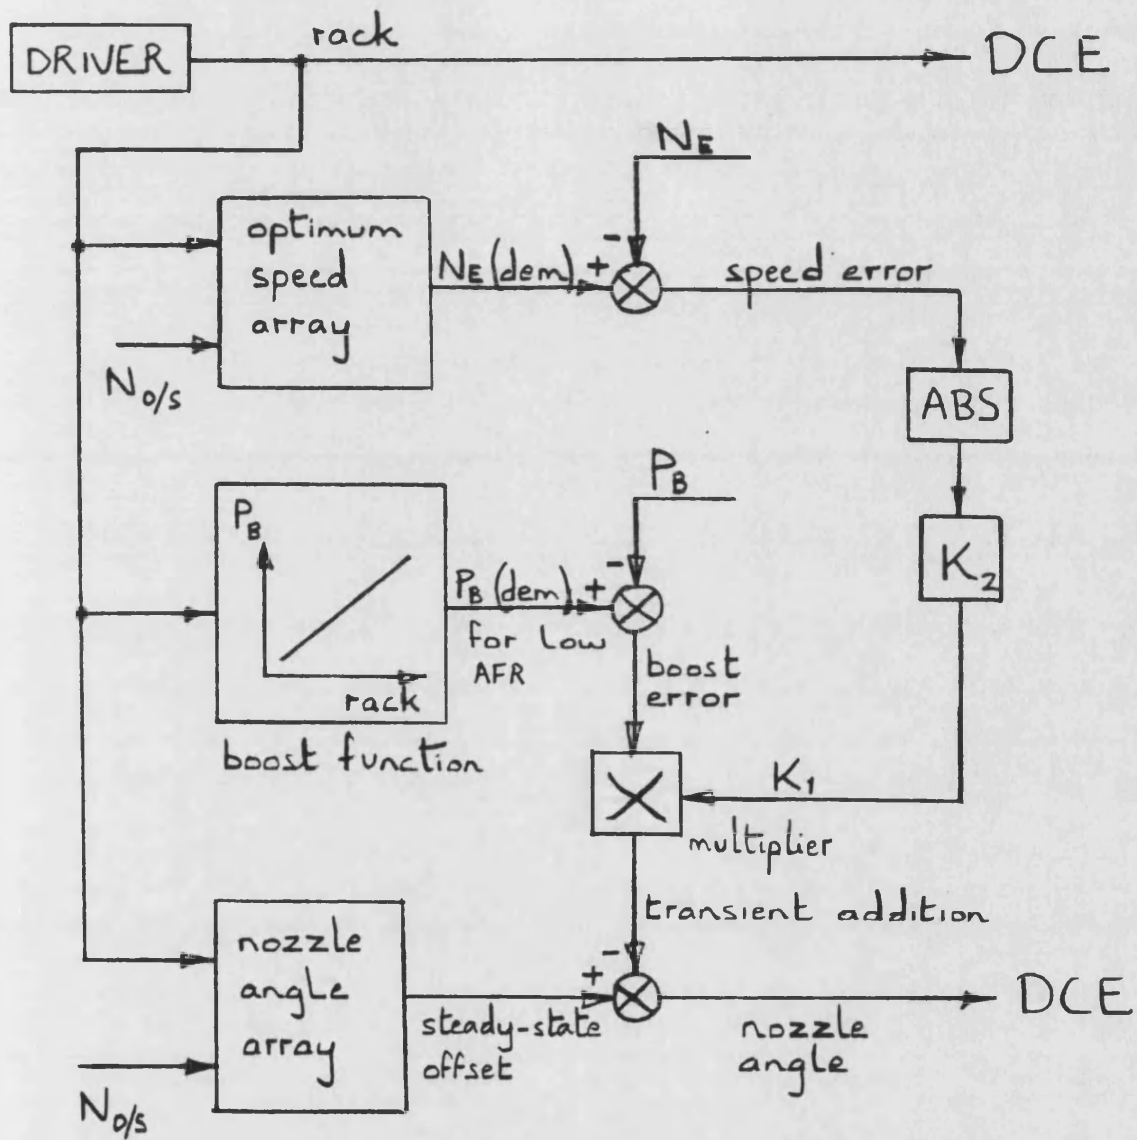 DRIVER
rack
DCE
N_E
optimum
speed
array
N_E (dem)
+
-
speed error
N_O/S
ABS
P_B
K_2
P_B
rack
P_B (dem)
for Low
AFR
+
-
boost
error
boost function
K_1
X
multiplier
transient addition
nozzle
angle
array
steady-state
offset
+
-
nozzle
angle
DCE
N_O/S